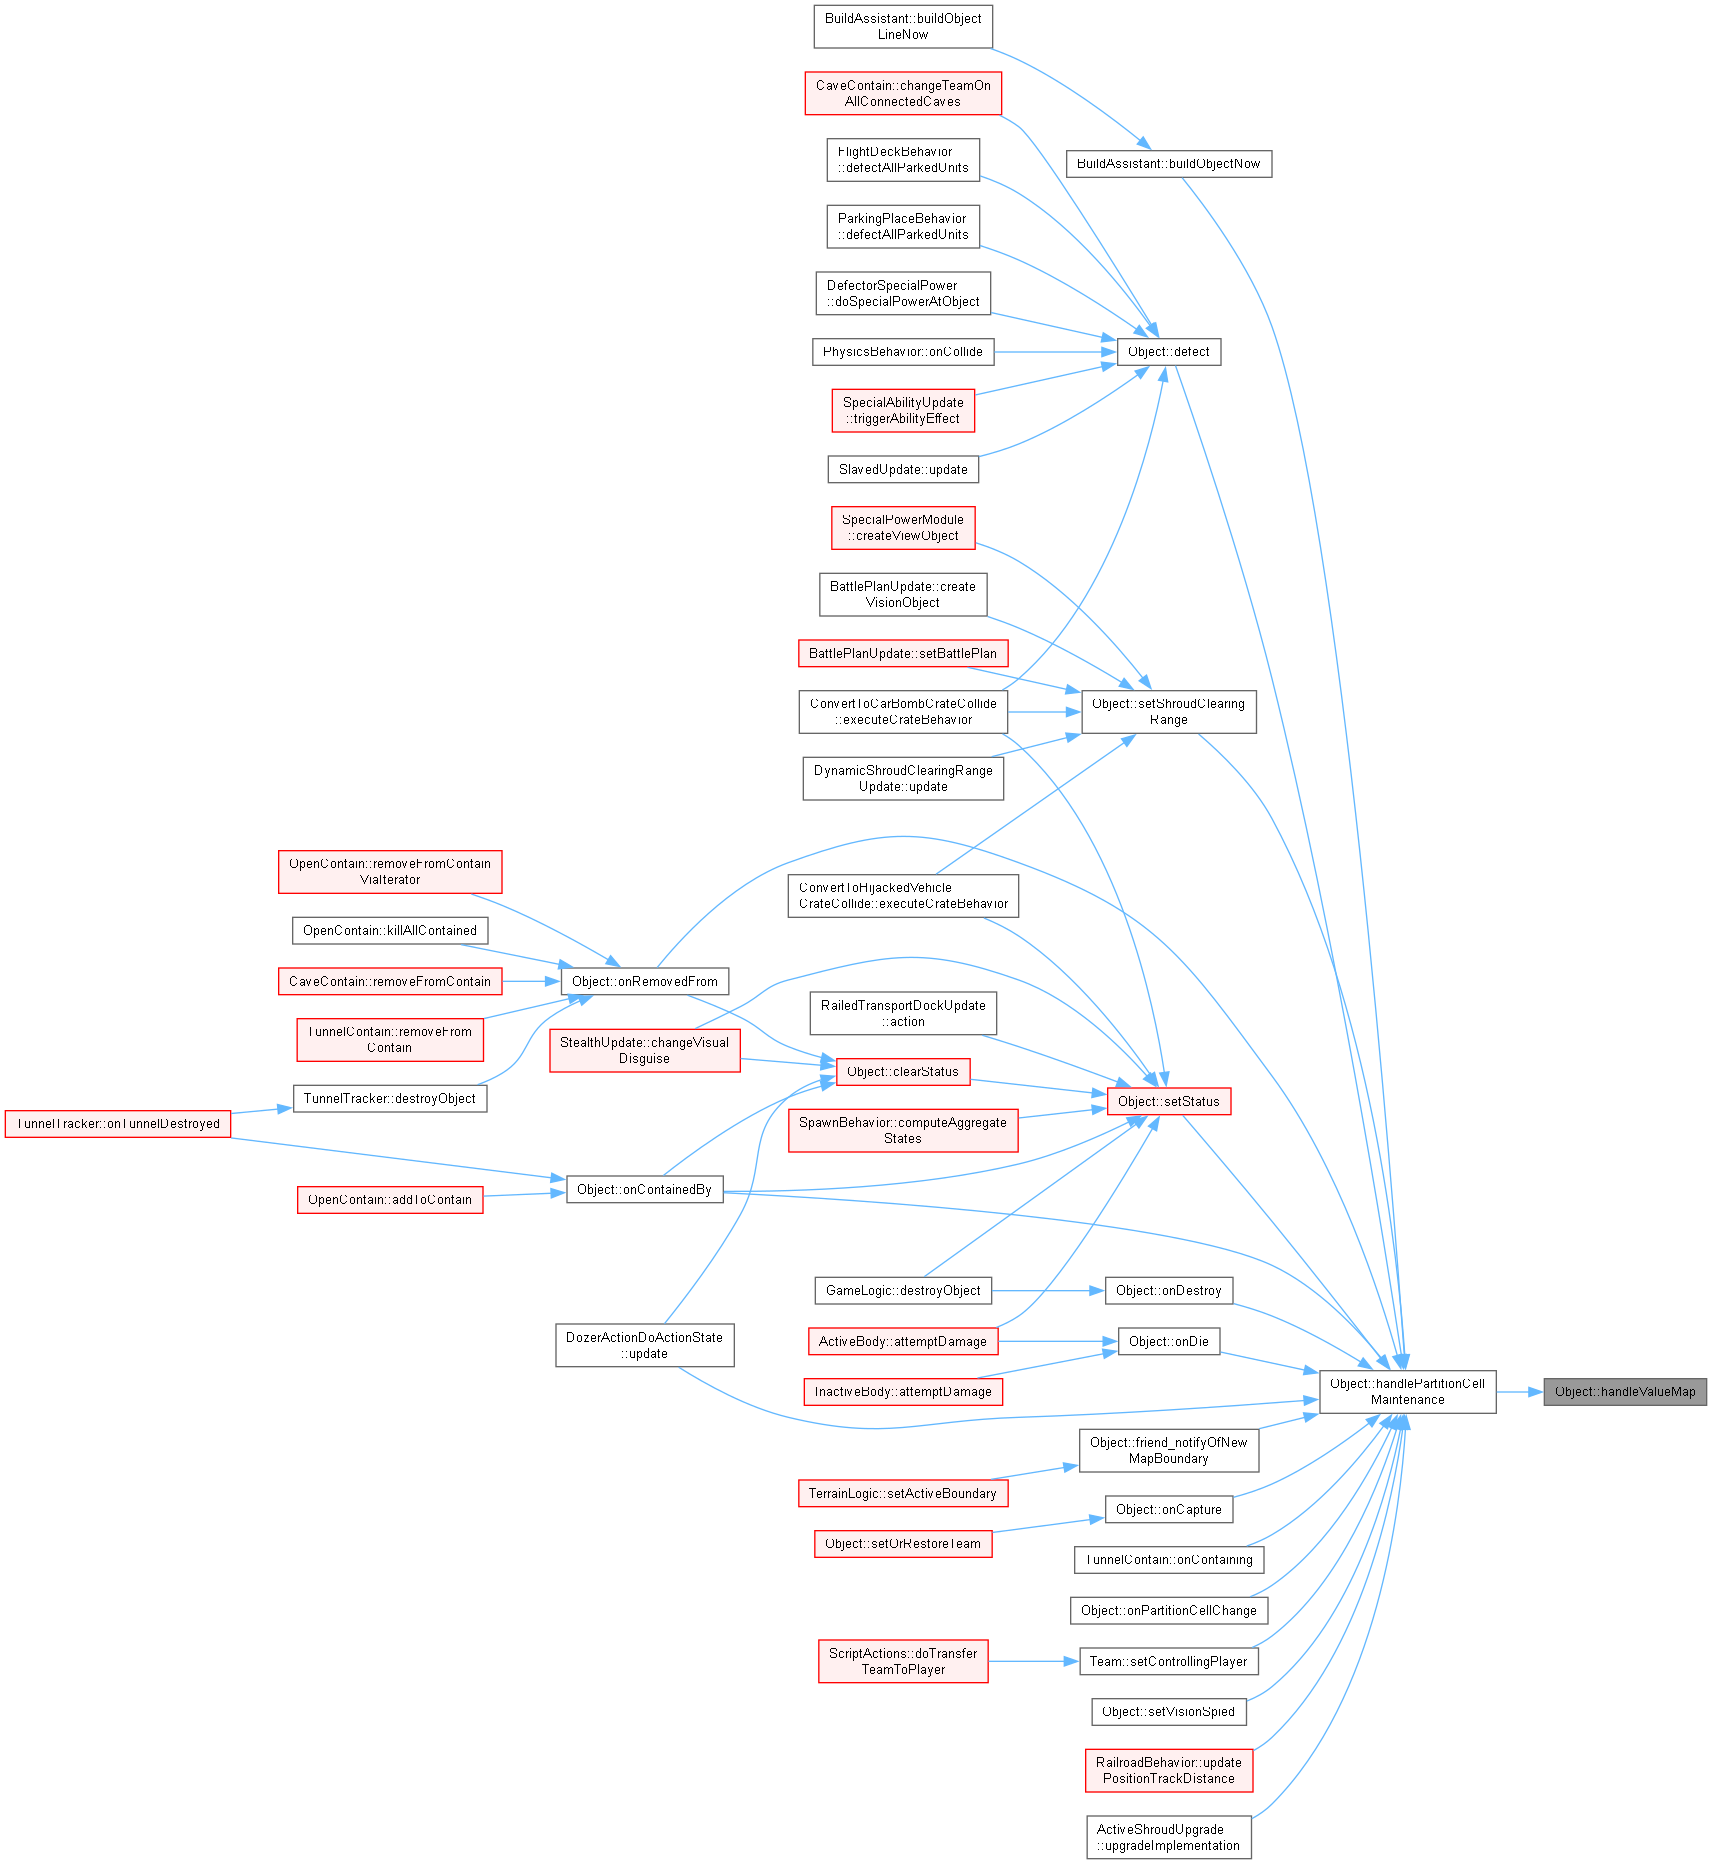 BuildAssistant::buildObject
LineNow
CaveContain::changeTeamOn
AllConnectedCaves
FlightDeckBehavior
::defectAllParkedUnits
BuildAssistant::buildObjectNow
ParkingPlaceBehavior
::defectAllParkedUnits
DefectorSpecialPower
::doSpecialPowerAtObject
PhysicsBehavior::onCollide
Object::defect
SpecialAbilityUpdate
::triggerAbilityEffect
SlavedUpdate::update
SpecialPowerModule
::createViewObject
BattlePlanUpdate::create
VisionObject
BattlePlanUpdate::setBattlePlan
ConvertToCarBombCrateCollide
::executeCrateBehavior
Object::setShroudClearing
Range
DynamicShroudClearingRange
Update::update
OpenContain::removeFromContain
ViaIterator
ConvertToHijackedVehicle
CrateCollide::executeCrateBehavior
OpenContain::killAllContained
CaveContain::removeFromContain
Object::onRemovedFrom
RailedTransportDockUpdate
::action
TunnelContain::removeFrom
Contain
StealthUpdate::changeVisual
Disguise
Object::clearStatus
TunnelTracker::destroyObject
Object::setStatus
TunnelTracker::onTunnelDestroyed
SpawnBehavior::computeAggregate
States
OpenContain::addToContain
Object::onContainedBy
GameLogic::destroyObject
Object::onDestroy
DozerActionDoActionState
::update
ActiveBody::attemptDamage
Object::onDie
InactiveBody::attemptDamage
Object::handlePartitionCell
Maintenance
Object::handleValueMap
Object::friend_notifyOfNew
MapBoundary
TerrainLogic::setActiveBoundary
Object::onCapture
Object::setOrRestoreTeam
TunnelContain::onContaining
Object::onPartitionCellChange
ScriptActions::doTransfer
TeamToPlayer
Team::setControllingPlayer
Object::setVisionSpied
RailroadBehavior::update
PositionTrackDistance
ActiveShroudUpgrade
::upgradeImplementation